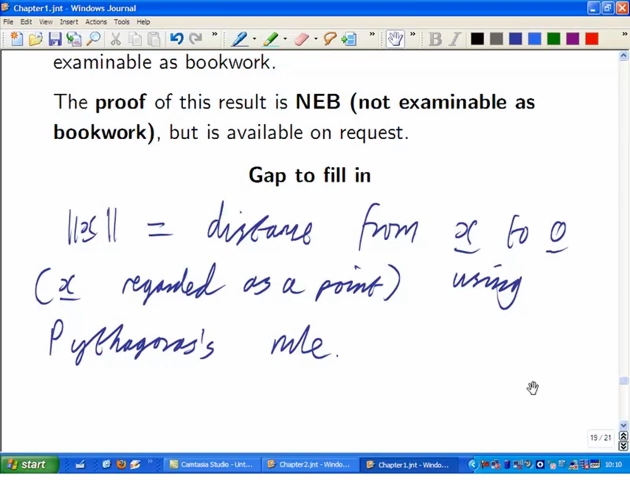 Chapter1.jnt - Windows Journal
File Edit View Insert Actions Tools Help
B I
examinable as bookwork.
The proof of this result is NEB (not examinable as
bookwork), but is available on request.
Gap to fill in
||x|| = distance from x to 0
(x regarded as a point) using
Pythagoras's rule.
19 / 21
start
Camtasia Studio - Unt...
Chapter2.jnt - Windo...
Chapter1.jnt - Windo...
10:10